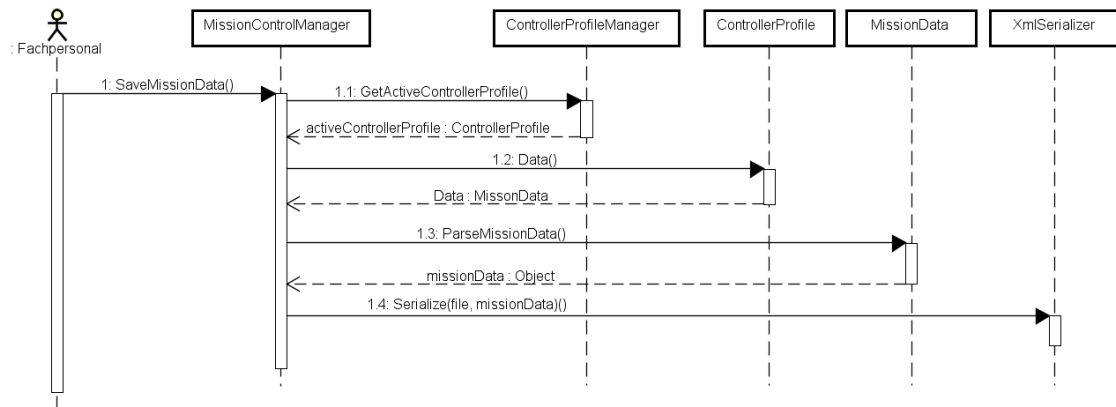 : Fachpersonal
MissionControlManager
ControllerProfileManager
ControllerProfile
MissionData
XmlSerializer
1: SaveMissionData()
1.1: GetActiveControllerProfile()
activeControllerProfile : ControllerProfile
1.2: Data()
Data : MissonData
1.3: ParseMissionData()
missionData : Object
1.4: Serialize(file, missionData)()